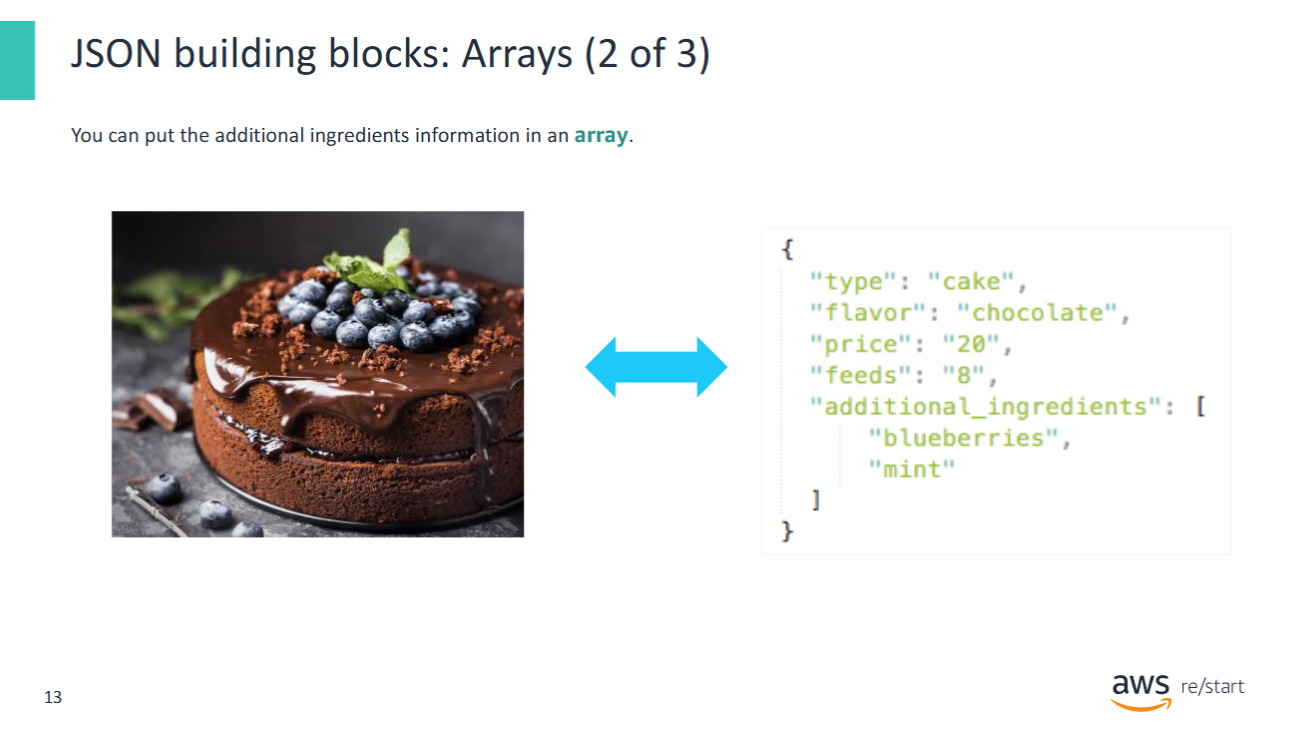 JSON building blocks: Arrays (2 of 3)
You can put the additional ingredients information in an array.
{
"type": "cake",
"flavor": "chocolate",
"price": "20",
"feeds": "8",
"additional_ingredients": [
"blueberries",
"mint"
]
}
13
aws re/start